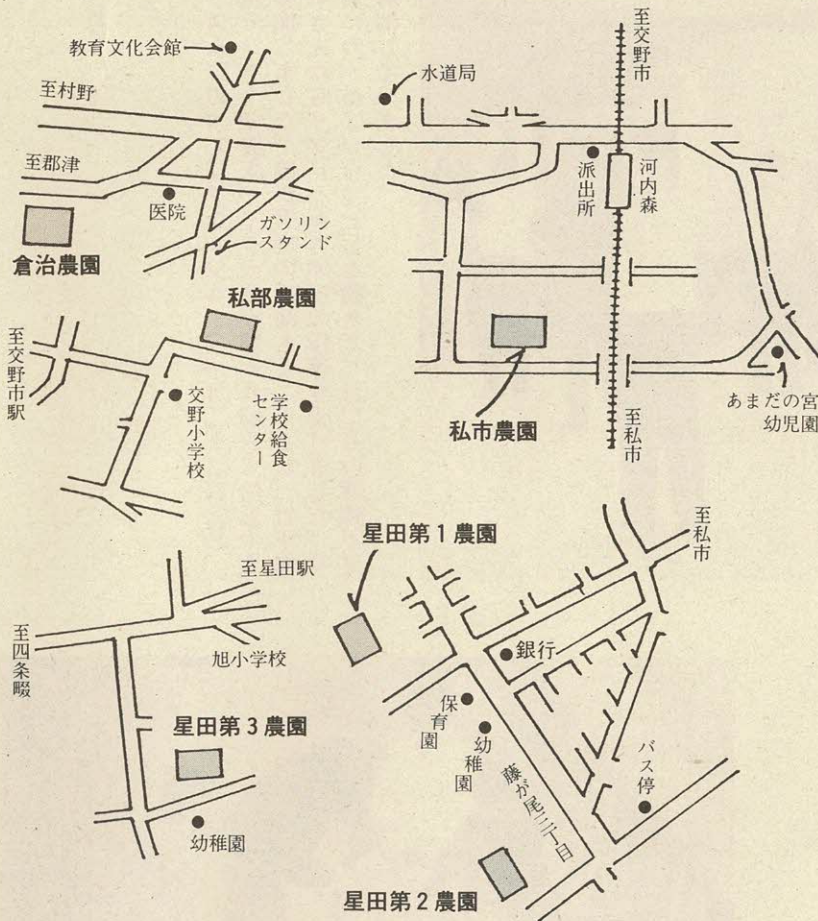 教育文化会館
至村野
至郡津
医院
ガソリン
スタンド
倉治農園
至交野市
水道局
派出所
河内森
私市農園
至私市
あまだの宮
幼児園
私部農園
至交野市駅
交野小学校
学校給食
センター
至星田駅
至四条畷
旭小学校
星田第3農園
幼稚園
星田第1農園
至私市
銀行
保育園
幼稚園
藤が尾三丁目
バス停
星田第2農園